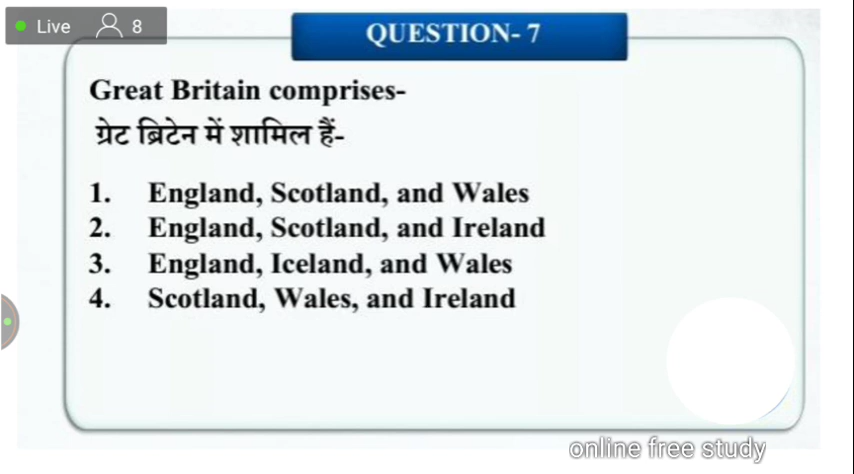 Live 8
QUESTION- 7
Great Britain comprises-
ग्रेट ब्रिटेन में शामिल हैं-
1. England, Scotland, and Wales
2. England, Scotland, and Ireland
3. England, Iceland, and Wales
4. Scotland, Wales, and Ireland
online free study